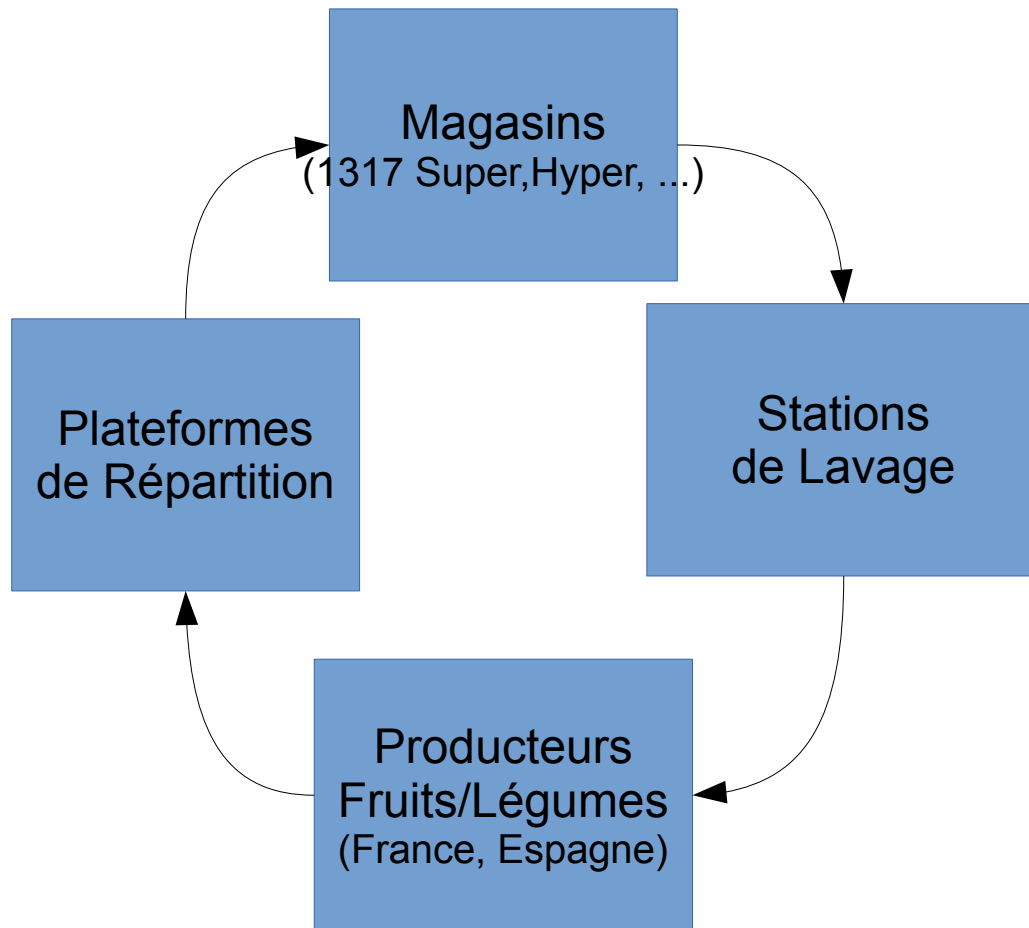 Magasins
(1317 Super,Hyper, ...)
Plateformes
de Répartition
Stations
de Lavage
Producteurs
Fruits/Légumes
(France, Espagne)